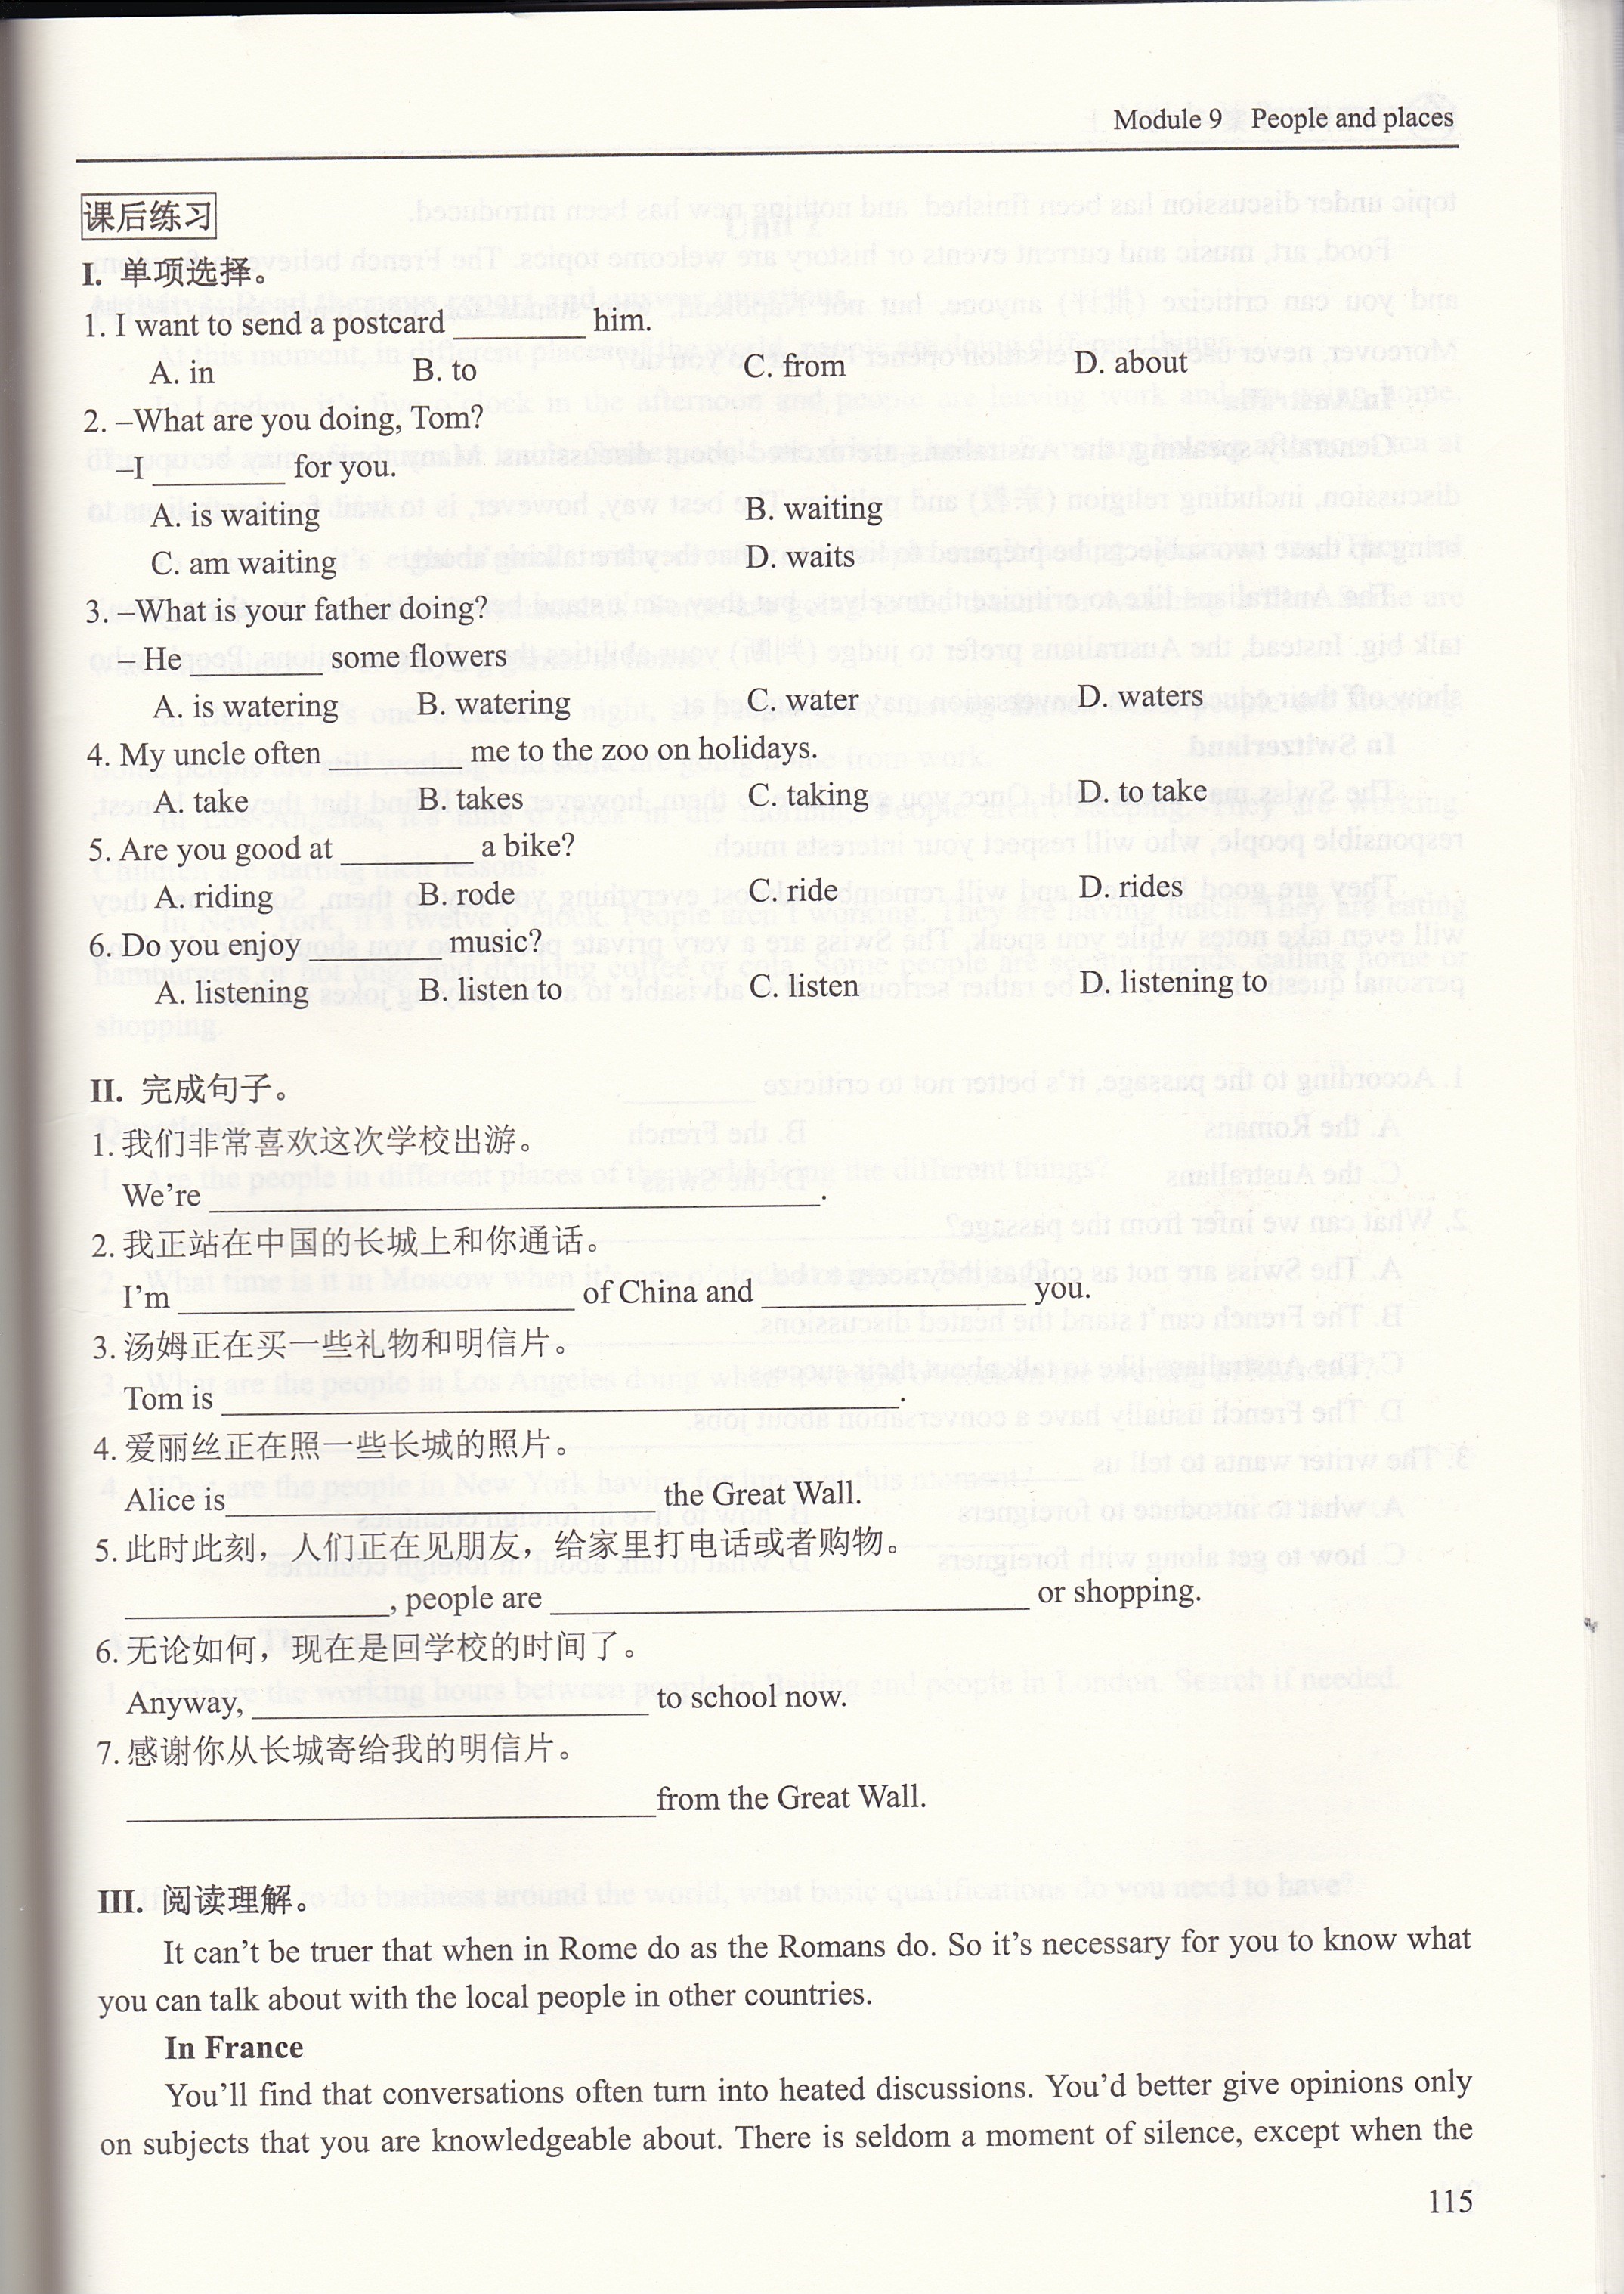 Module 9 People and places
课后练习
I. 单项选择。
1. I want to send a postcard ________ him.
A. in B. to C. from D. about
2. –What are you doing, Tom?
–I ________ for you.
A. is waiting B. waiting
C. am waiting D. waits
3. –What is your father doing?
– He ________ some flowers
A. is watering B. watering C. water D. waters
4. My uncle often ________ me to the zoo on holidays.
A. take B. takes C. taking D. to take
5. Are you good at ________ a bike?
A. riding B. rode C. ride D. rides
6. Do you enjoy ________ music?
A. listening B. listen to C. listen D. listening to
II. 完成句子。
1. 我们非常喜欢这次学校出游。
We’re ____________________.
2. 我正站在中国的长城上和你通话。
I’m ____________________ of China and ________________ you.
3. 汤姆正在买一些礼物和明信片。
Tom is ____________________.
4. 爱丽丝正在照一些长城的照片。
Alice is____________________ the Great Wall.
5. 此时此刻，人们正在见朋友，给家里打电话或者购物。
________________, people are ____________________ or shopping.
6. 无论如何，现在是回学校的时间了。
Anyway, ____________________ to school now.
7. 感谢你从长城寄给我的明信片。
____________________from the Great Wall.
III. 阅读理解。
It can’t be truer that when in Rome do as the Romans do. So it’s necessary for you to know what
you can talk about with the local people in other countries.
In France
You’ll find that conversations often turn into heated discussions. You’d better give opinions only
on subjects that you are knowledgeable about. There is seldom a moment of silence, except when the
115